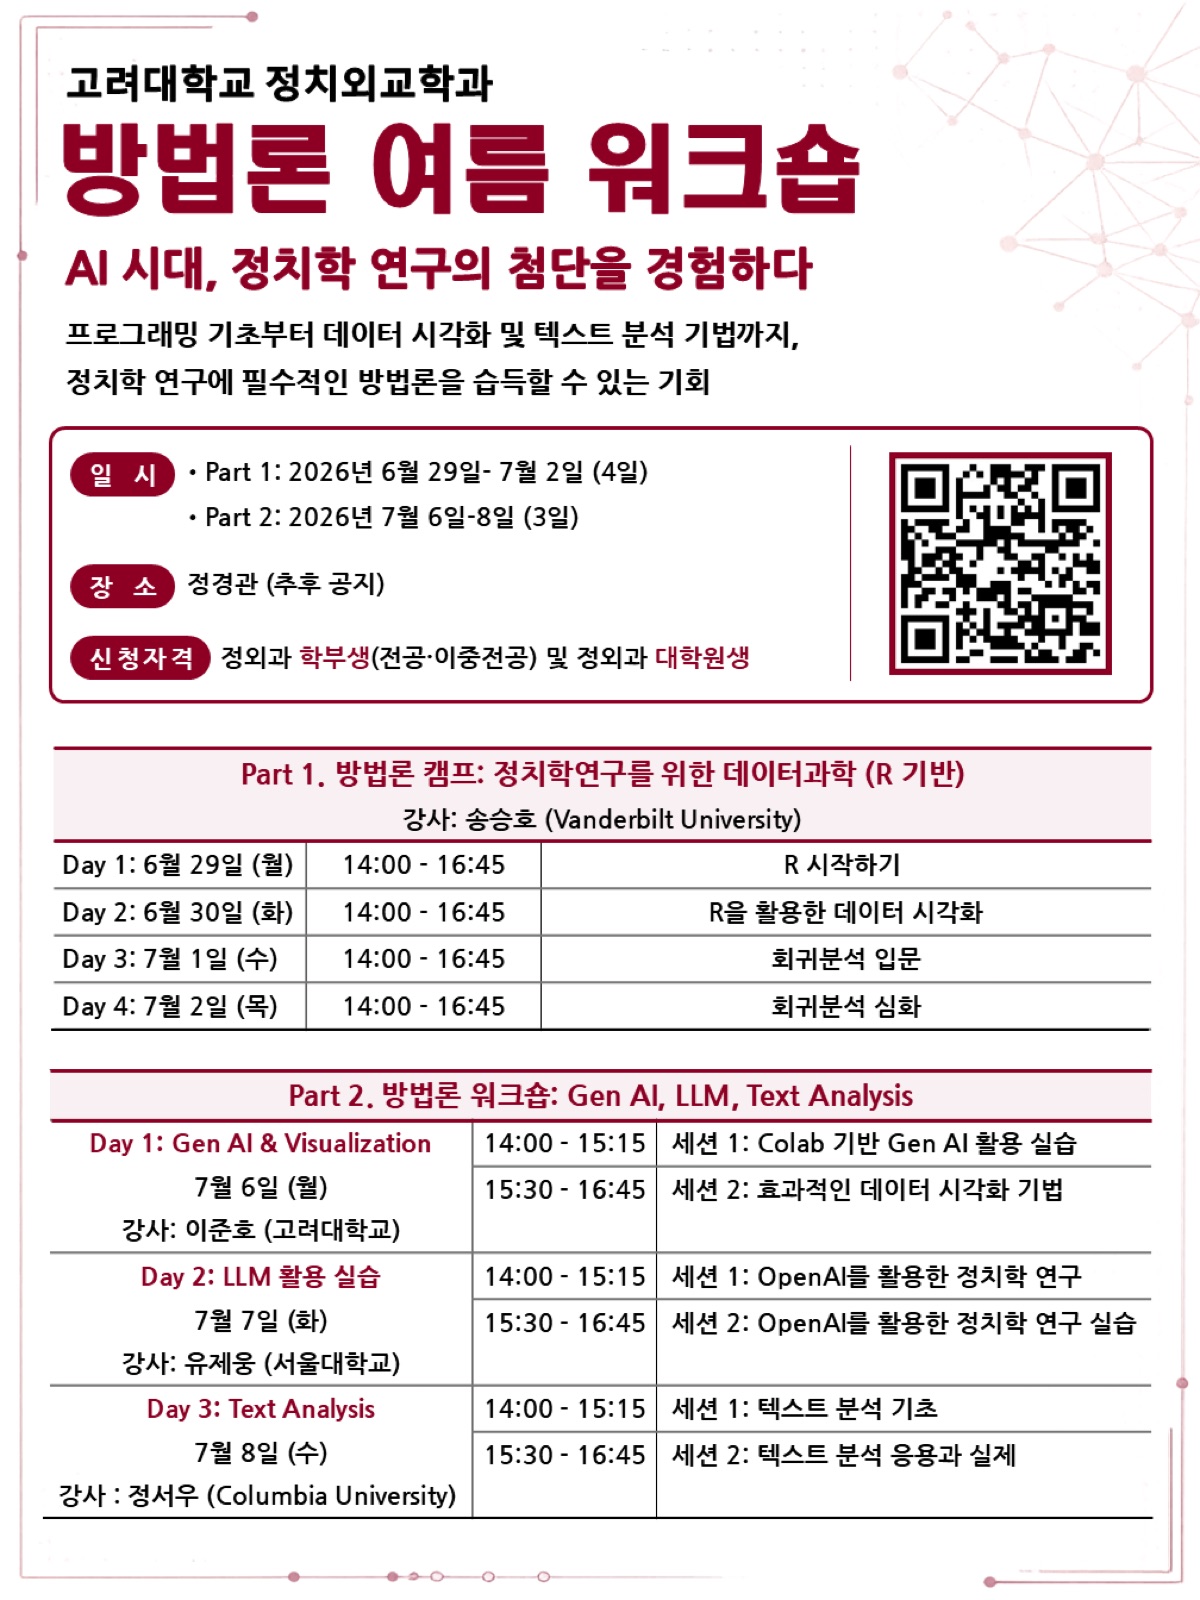 고려대학교 정치외교학과
방법론 여름 워크숍
AI 시대, 정치학 연구의 첨단을 경험하다
프로그래밍 기초부터 데이터 시각화 및 텍스트 분석 기법까지,
정치학 연구에 필수적인 방법론을 습득할 수 있는 기회
일 시 • Part 1: 2026년 6월 29일- 7월 2일 (4일)
• Part 2: 2026년 7월 6일-8일 (3일)
장 소 정경관 (추후 공지)
신청자격 정외과 학부생(전공·이중전공) 및 정외과 대학원생
Part 1. 방법론 캠프: 정치학연구를 위한 데이터과학 (R 기반)
강사: 송승호 (Vanderbilt University)
Day 1: 6월 29일 (월) 14:00 - 16:45 R 시작하기
Day 2: 6월 30일 (화) 14:00 - 16:45 R을 활용한 데이터 시각화
Day 3: 7월 1일 (수) 14:00 - 16:45 회귀분석 입문
Day 4: 7월 2일 (목) 14:00 - 16:45 회귀분석 심화
Part 2. 방법론 워크숍: Gen AI, LLM, Text Analysis
Day 1: Gen AI & Visualization 14:00 - 15:15 세션 1: Colab 기반 Gen AI 활용 실습
7월 6일 (월) 15:30 - 16:45 세션 2: 효과적인 데이터 시각화 기법
강사: 이준호 (고려대학교)
Day 2: LLM 활용 실습 14:00 - 15:15 세션 1: OpenAI를 활용한 정치학 연구
7월 7일 (화) 15:30 - 16:45 세션 2: OpenAI를 활용한 정치학 연구 실습
강사: 유제웅 (서울대학교)
Day 3: Text Analysis 14:00 - 15:15 세션 1: 텍스트 분석 기초
7월 8일 (수) 15:30 - 16:45 세션 2: 텍스트 분석 응용과 실제
강사 : 정서우 (Columbia University)